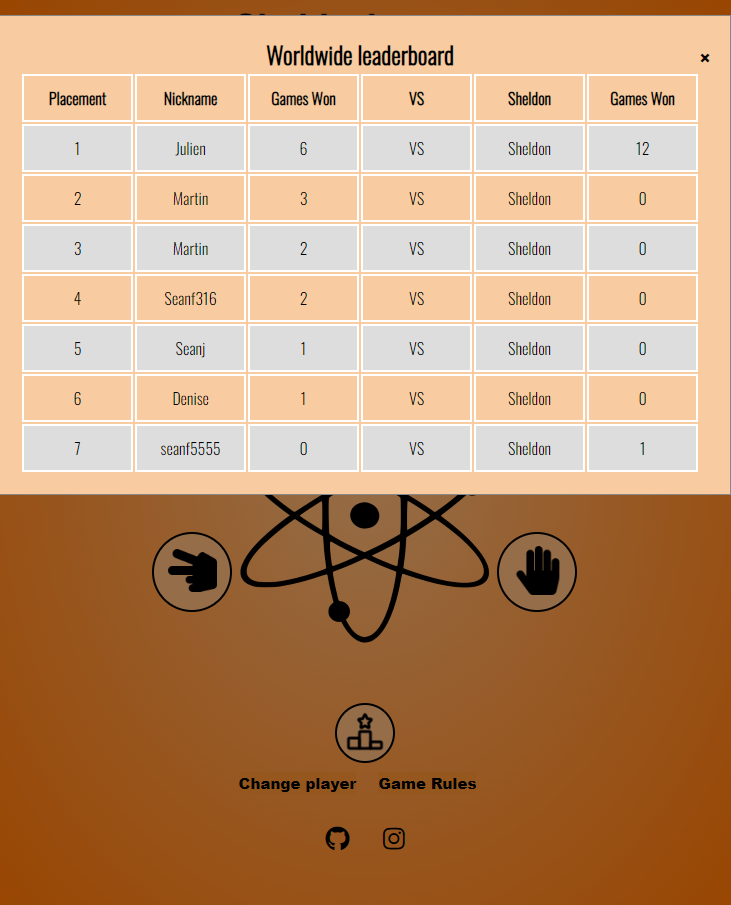 Worldwide leaderboard ×
Placement Nickname Games Won VS Sheldon Games Won
1 Julien 6 VS Sheldon 12
2 Martin 3 VS Sheldon 0
3 Martin 2 VS Sheldon 0
4 Seanf316 2 VS Sheldon 0
5 Seanj 1 VS Sheldon 0
6 Denise 1 VS Sheldon 0
7 seanf5555 0 VS Sheldon 1
Change player Game Rules